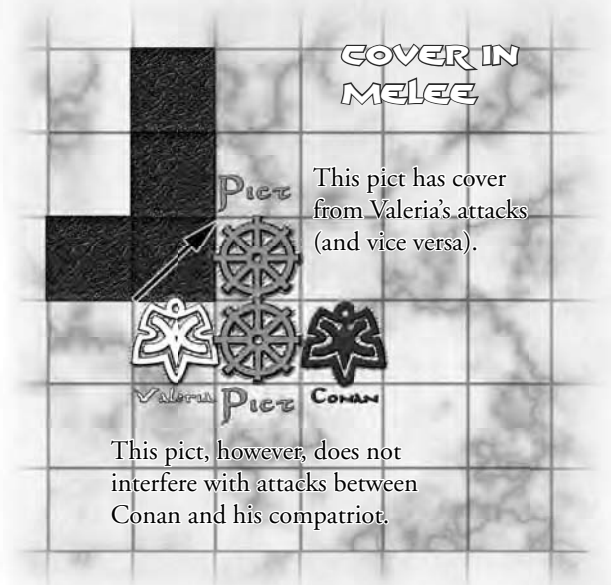 COVER IN
MELEE
Pict
This pict has cover
from Valeria's attacks
(and vice versa).
Valeria
Pict
Conan
This pict, however, does not
interfere with attacks between
Conan and his compatriot.